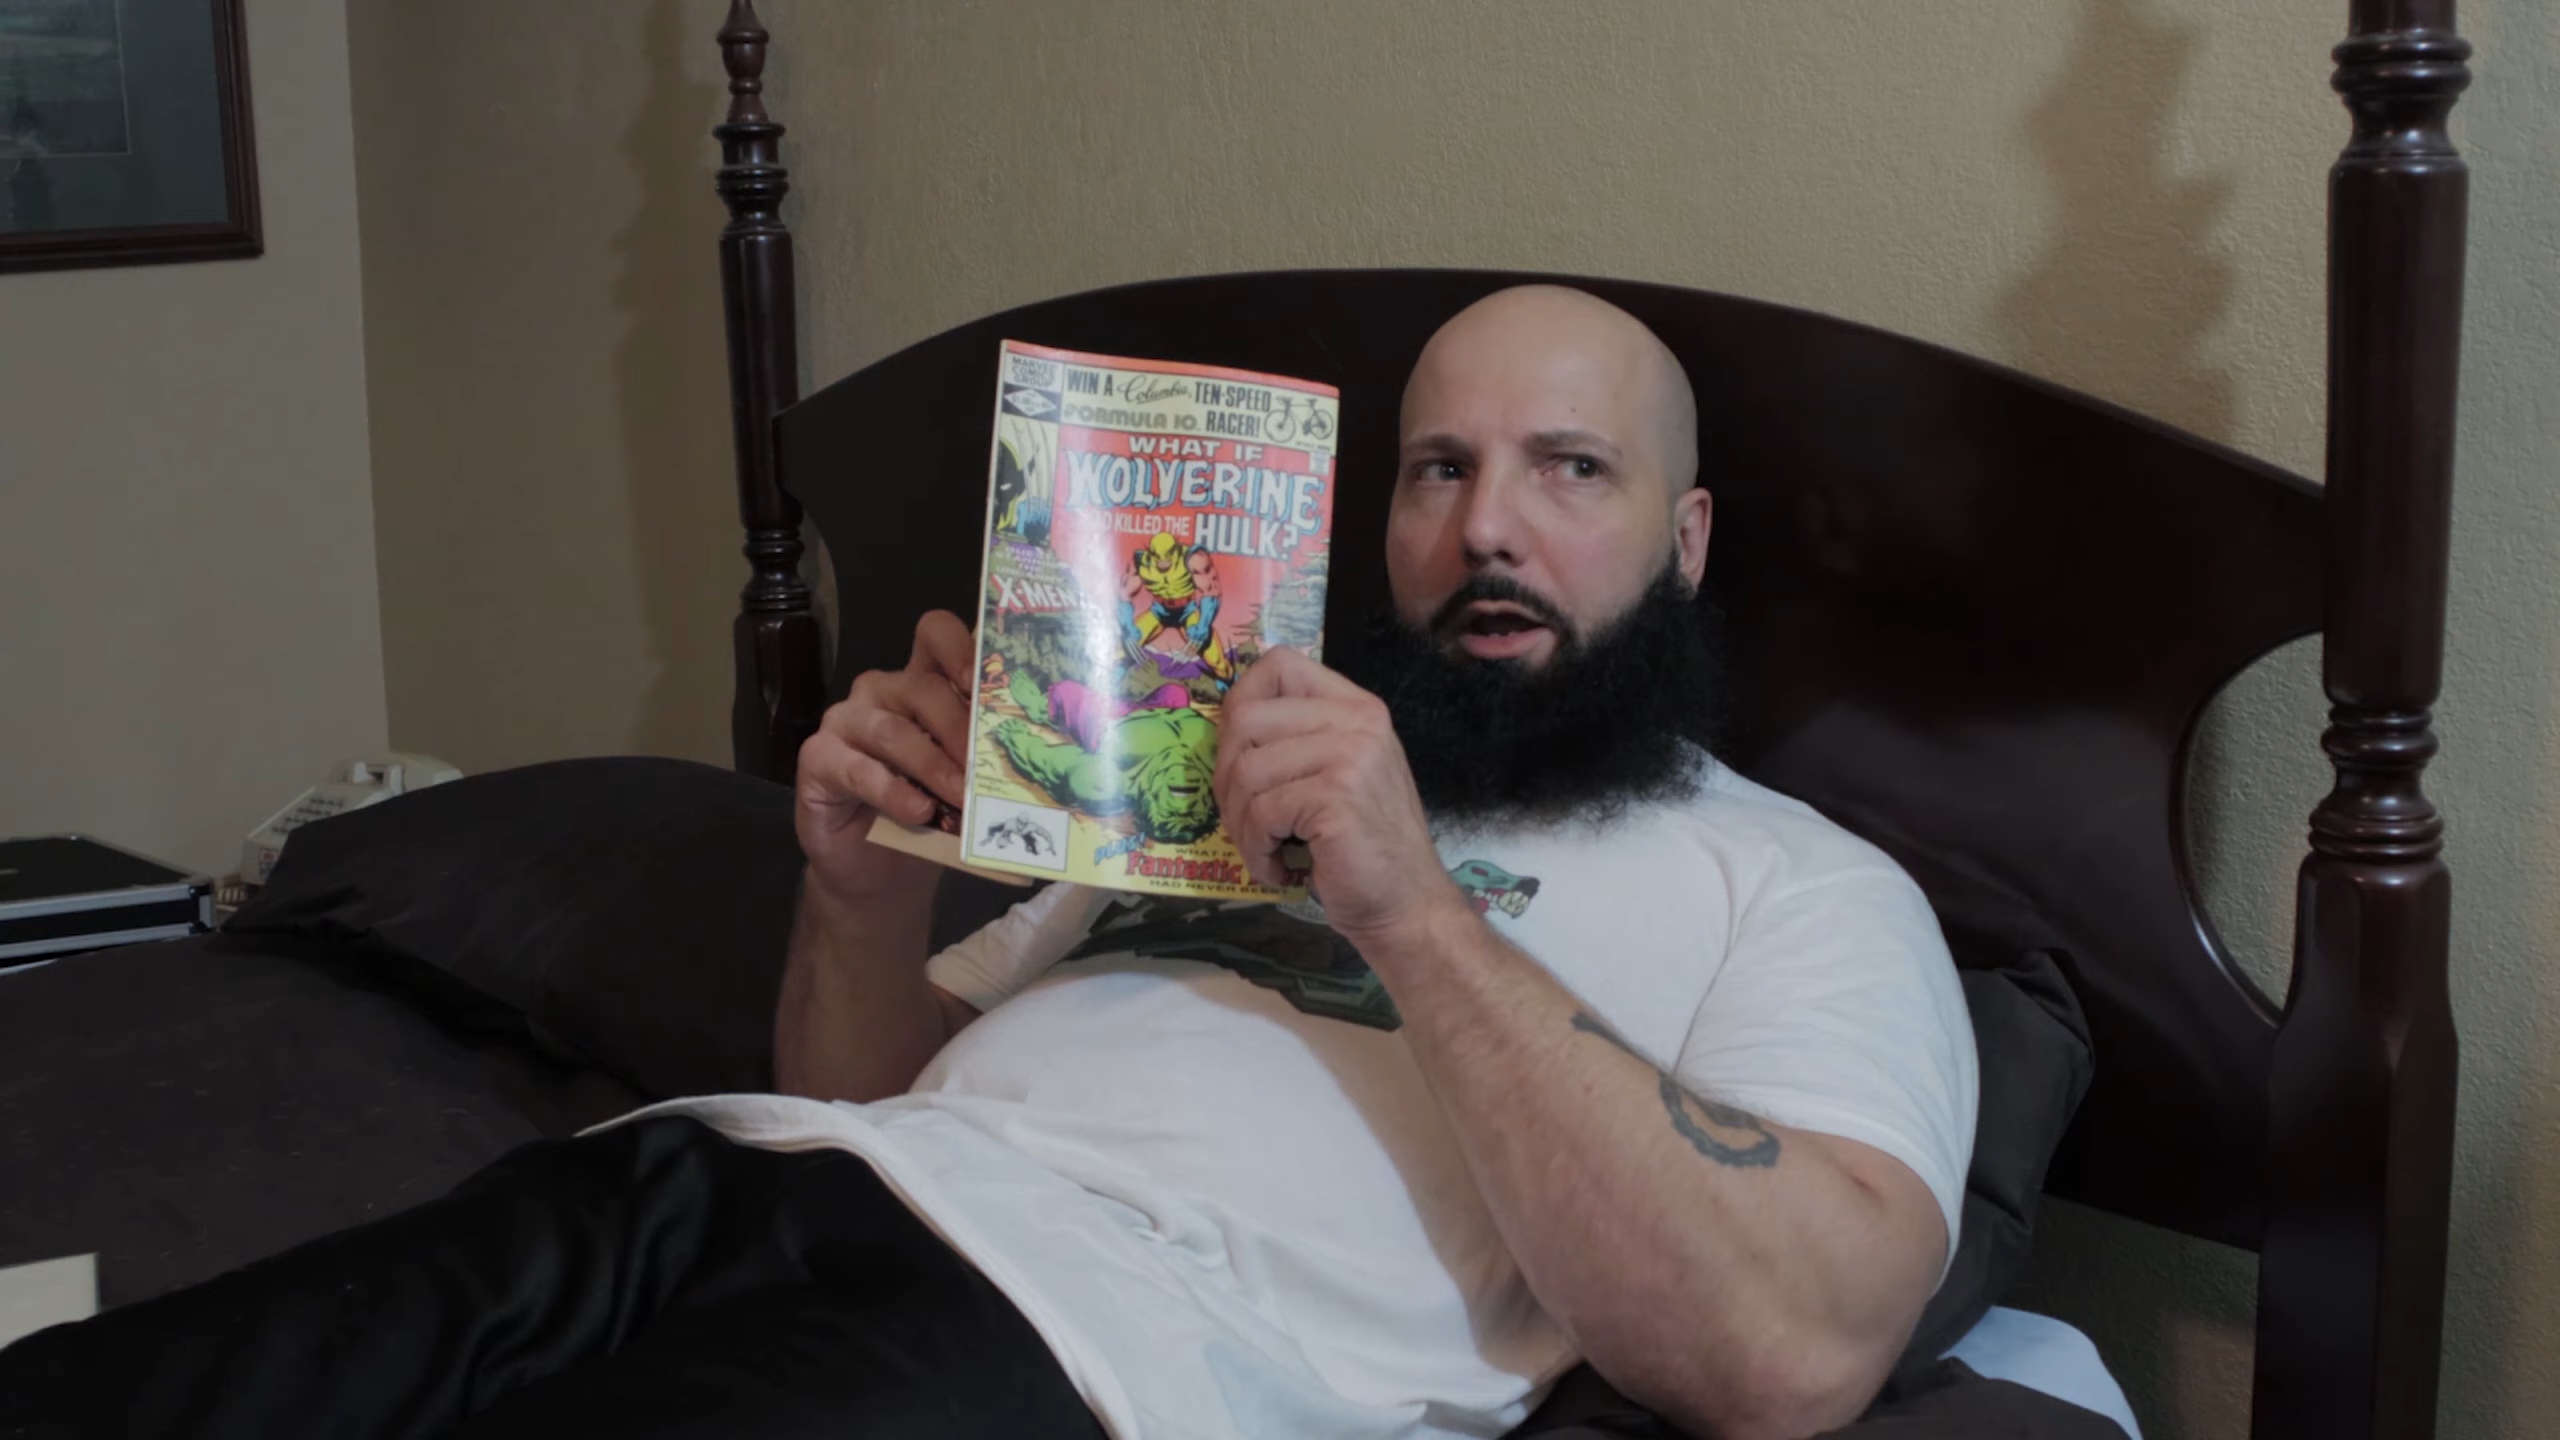 MARVEL
COMICS
GROUP
WIN A Columbia TEN-SPEED
FORMULA 10 RACER!
WHAT IF
WOLVERINE
KILLED THE HULK?
X-MEN
PLUS!
WHAT IF
Fantastic
HAD NEVER BEEN